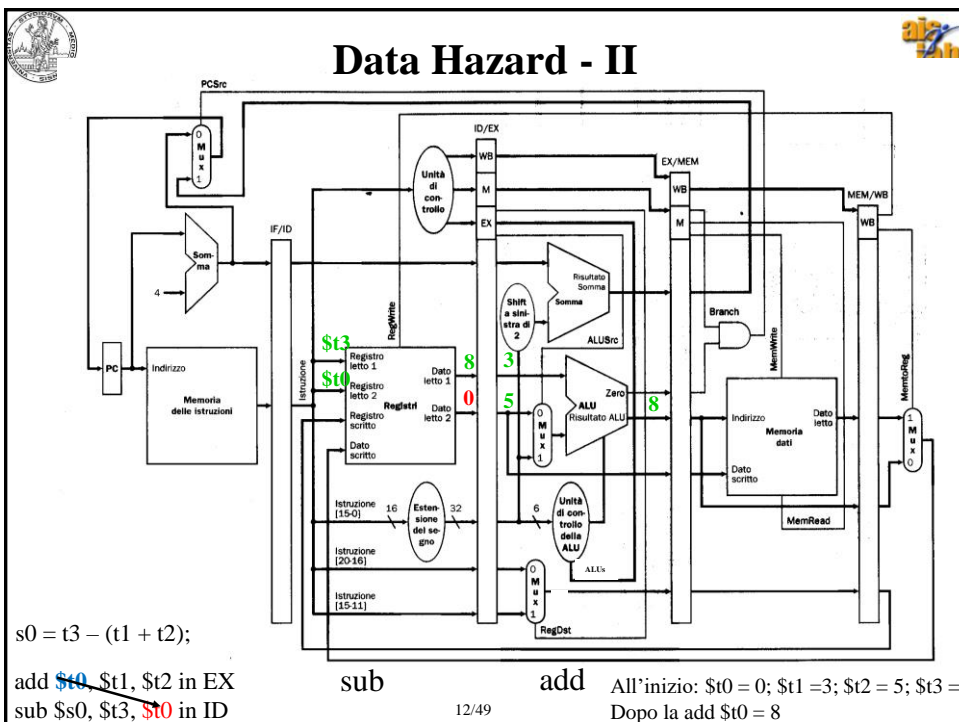 Data Hazard - II
PCSrc
0
M
u
x
1
ID/EX
WB
Unità
di
con-
trollo
M
EX
EX/MEM
WB
M
MEM/WB
WB
IF/ID
Som-
ma
4
Risultato
Somma
Somma
Shift
a sini-
stra di
2
Branch
RegWrite
ALUSrc
MemWrite
MemtoReg
PC
Indirizzo
Memoria
delle istruzioni
Istruzione
$t3
Registro
letto 1
$t0
Registro
letto 2
Registri
Registro
scritto
Dato
scritto
Dato
letto 1
Dato
letto 2
8
3
0
5
0
M
u
x
1
Zero
ALU
Risultato ALU
8
Indirizzo
Dato
letto
Memoria
dati
Dato
scritto
1
M
u
x
0
MemRead
Istruzione
[15-0]
16
Esten-
sione
del se-
gno
32
6
Unità
di con-
trollo
della
ALU
Istruzione
[20-16]
ALUs
0
M
u
x
1
Istruzione
[15-11]
RegDst
s0 = t3 – (t1 + t2);
add $t0, $t1, $t2 in EX
sub $s0, $t3, $t0 in ID
sub
add
12/49
All'inizio: $t0 = 0; $t1 =3; $t2 = 5; $t3 =
Dopo la add $t0 = 8